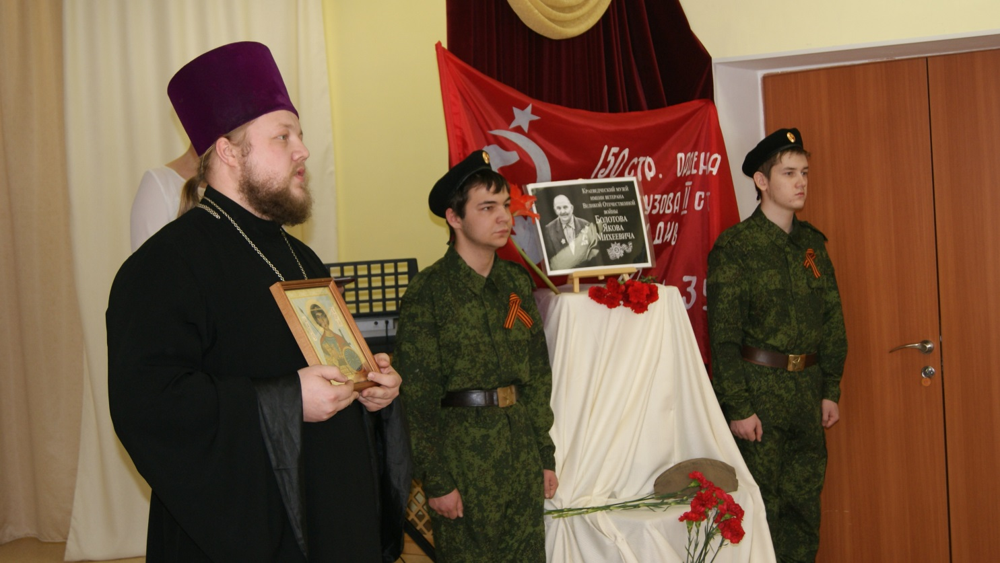 150 СТР. ОРДЕНА
УЗОВА II СТ
ДИВ
КРАЕВЕДЧЕСКИЙ МУЗЕЙ
ИМЕНИ ВЕТЕРАНА
ВЕЛИКОЙ ОТЕЧЕСТВЕННОЙ
ВОЙНЫ
БОЛОТОВА
ЯКОВА
МИХЕЕВИЧА